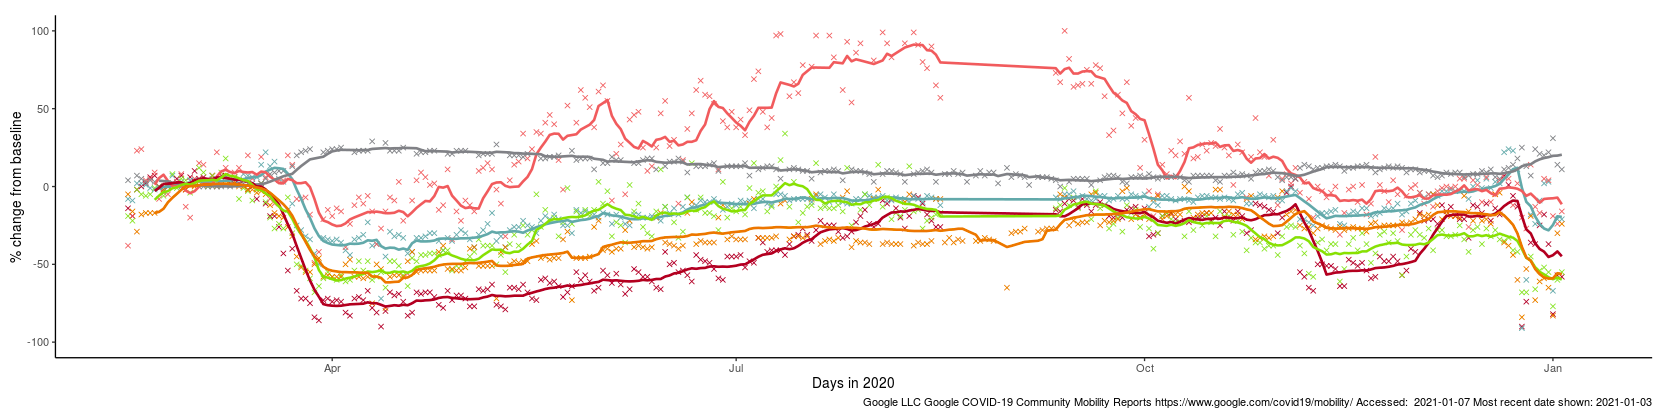 100
50
0
-50
-100
% change from baseline
Apr
Jul
Oct
Jan
Days in 2020
Google LLC Google COVID-19 Community Mobility Reports https://www.google.com/covid19/mobility/ Accessed: 2021-01-07 Most recent date shown: 2021-01-03